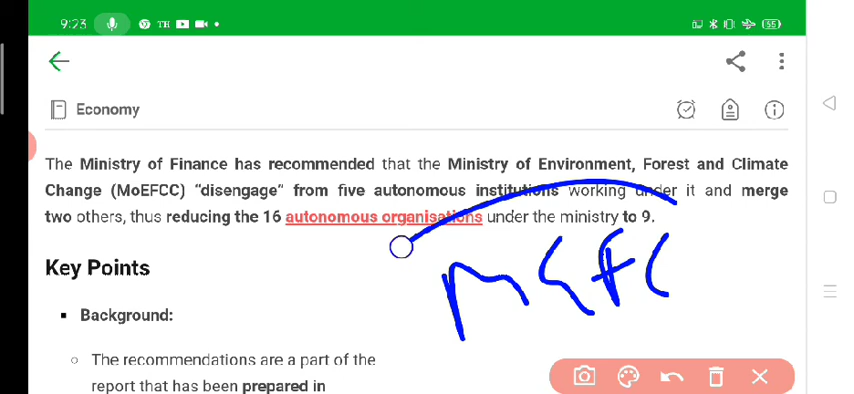 9:23 TH 55
Economy
The Ministry of Finance has recommended that the Ministry of Environment, Forest and Climate
Change (MoEFCC) “disengage” from five autonomous institutions working under it and merge
two others, thus reducing the 16 autonomous organisations under the ministry to 9.
Key Points
Background:
The recommendations are a part of the
report that has been prepared in